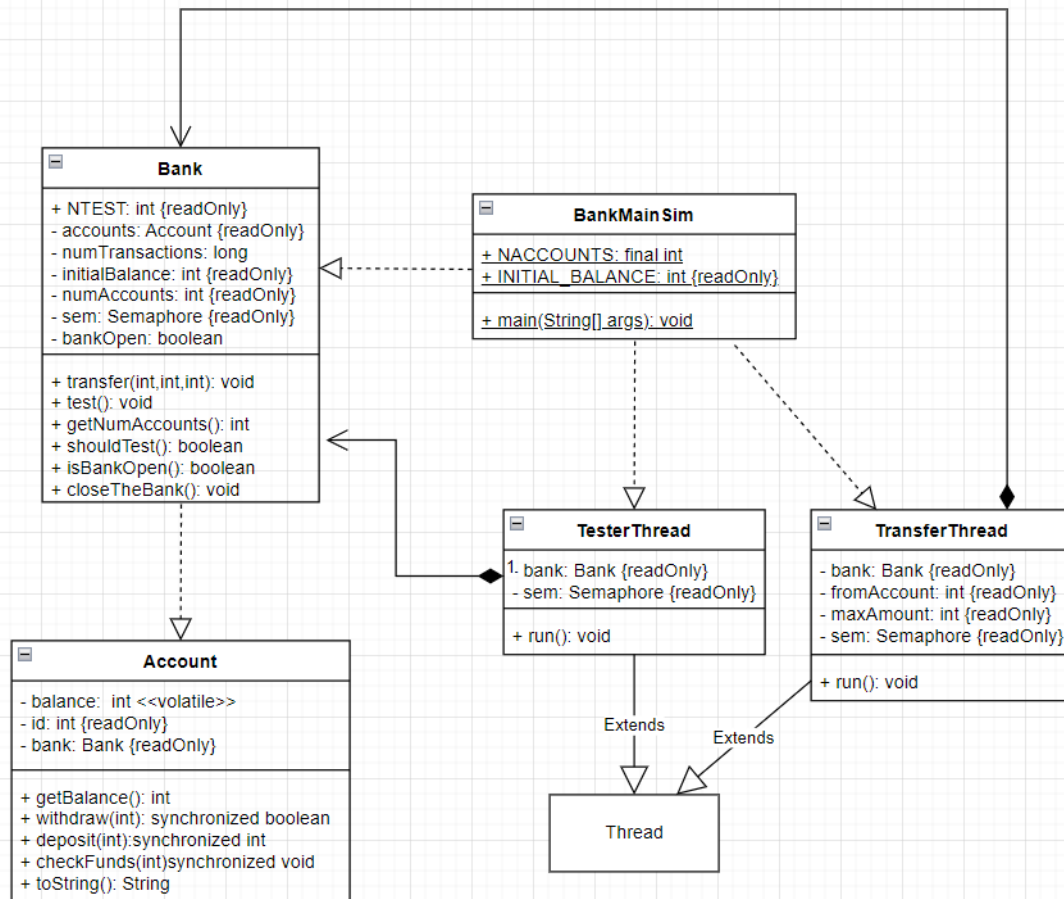 Bank
+ NTEST: int {readOnly}
- accounts: Account {readOnly}
- numTransactions: long
- initialBalance: int {readOnly}
- numAccounts: int {readOnly}
- sem: Semaphore {readOnly}
- bankOpen: boolean
+ transfer(int,int,int): void
+ test(): void
+ getNumAccounts(): int
+ shouldTest(): boolean
+ isBankOpen(): boolean
+ closeTheBank(): void
BankMainSim
+ NACCOUNTS: final int
+ INITIAL_BALANCE: int {readOnly}
+ main(String[] args): void
TesterThread
1. bank: Bank {readOnly}
- sem: Semaphore {readOnly}
+ run(): void
TransferThread
- bank: Bank {readOnly}
- fromAccount: int {readOnly}
- maxAmount: int {readOnly}
- sem: Semaphore {readOnly}
+ run(): void
Account
- balance: int <<volatile>>
- id: int {readOnly}
- bank: Bank {readOnly}
+ getBalance(): int
+ withdraw(int): synchronized boolean
+ deposit(int):synchronized int
+ checkFunds(int)synchronized void
+ toString(): String
Extends
Extends
Thread